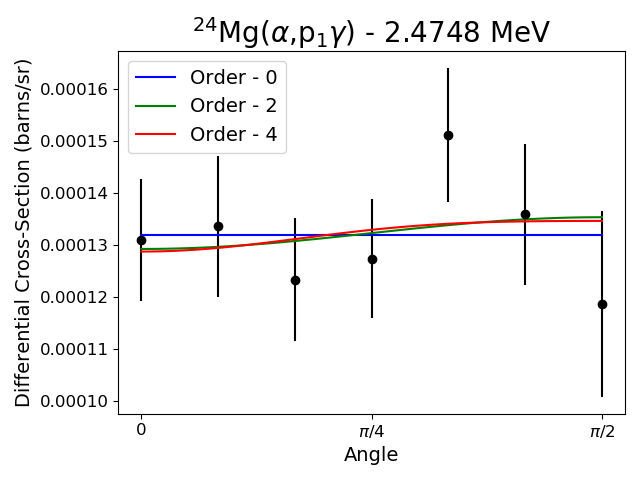 ²⁴Mg(α,p₁γ) - 2.4748 MeV
Order - 0
Order - 2
Order - 4
Differential Cross-Section (barns/sr)
0.00016
0.00015
0.00014
0.00013
0.00012
0.00011
0.00010
0 π/4 π/2
Angle